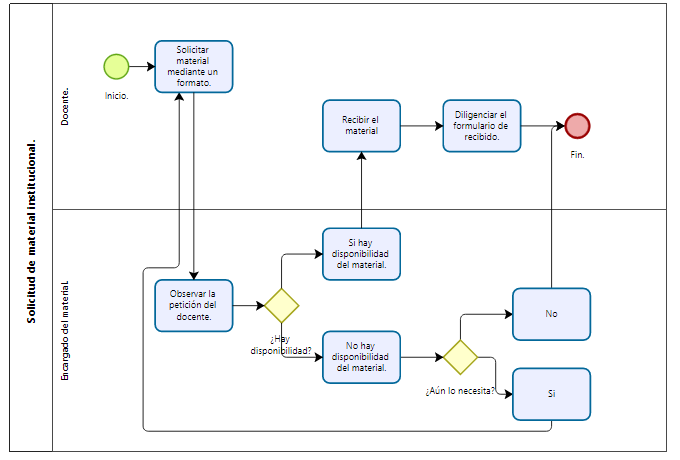 Solicitud de material institucional.
Docente.
Inicio.
Solicitar
material
mediante un
formato.
Recibir el
material
Diligenciar el
formulario de
recibido.
Fin.
Encargado del material.
Observar la
petición del
docente.
¿Hay
disponibilidad?
Si hay
disponibilidad
del material.
No hay
disponibilidad
del material.
¿Aún lo necesita?
No
Si